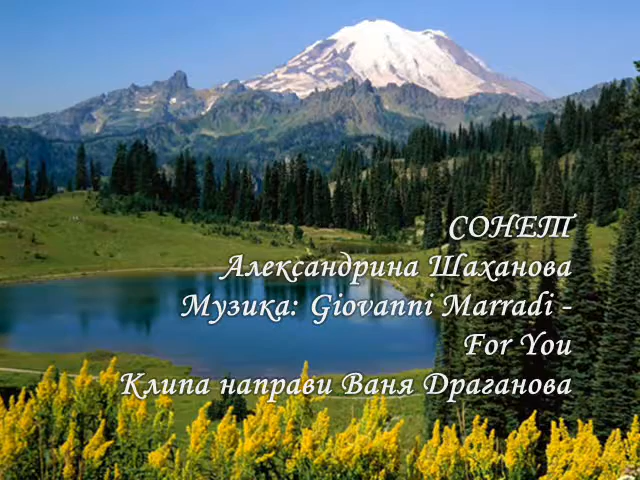 СОНЕТ
Александрина Шаханова
Музика: Giovanni Marradi -
For You
Клипа направи Ваня Драганова